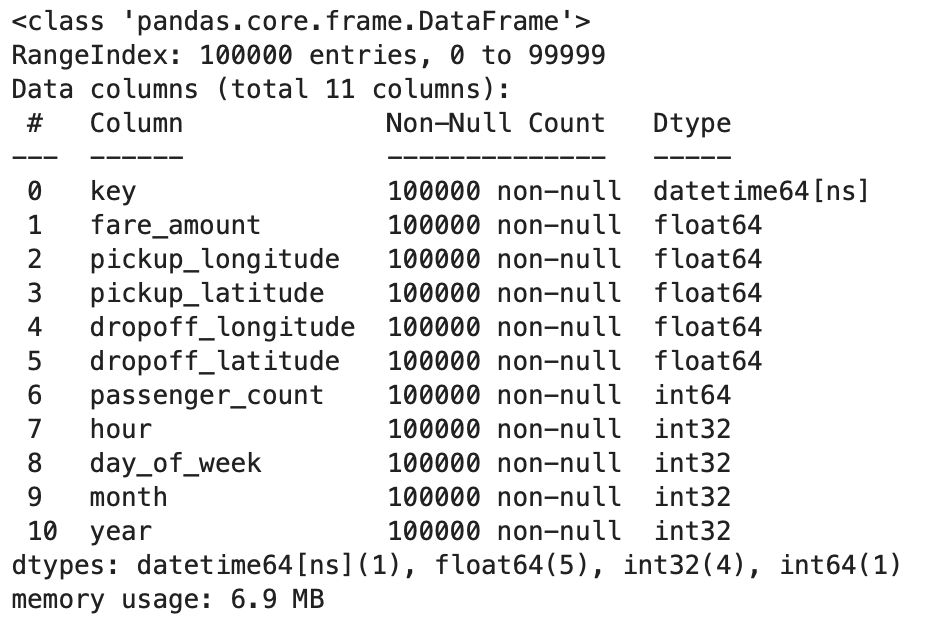 <class 'pandas.core.frame.DataFrame'>
RangeIndex: 100000 entries, 0 to 99999
Data columns (total 11 columns):
 #   Column             Non-Null Count   Dtype
---  ------             --------------   -----
 0   key                100000 non-null  datetime64[ns]
 1   fare_amount        100000 non-null  float64
 2   pickup_longitude   100000 non-null  float64
 3   pickup_latitude    100000 non-null  float64
 4   dropoff_longitude  100000 non-null  float64
 5   dropoff_latitude   100000 non-null  float64
 6   passenger_count    100000 non-null  int64
 7   hour               100000 non-null  int32
 8   day_of_week        100000 non-null  int32
 9   month              100000 non-null  int32
 10  year               100000 non-null  int32
dtypes: datetime64[ns](1), float64(5), int32(4), int64(1)
memory usage: 6.9 MB